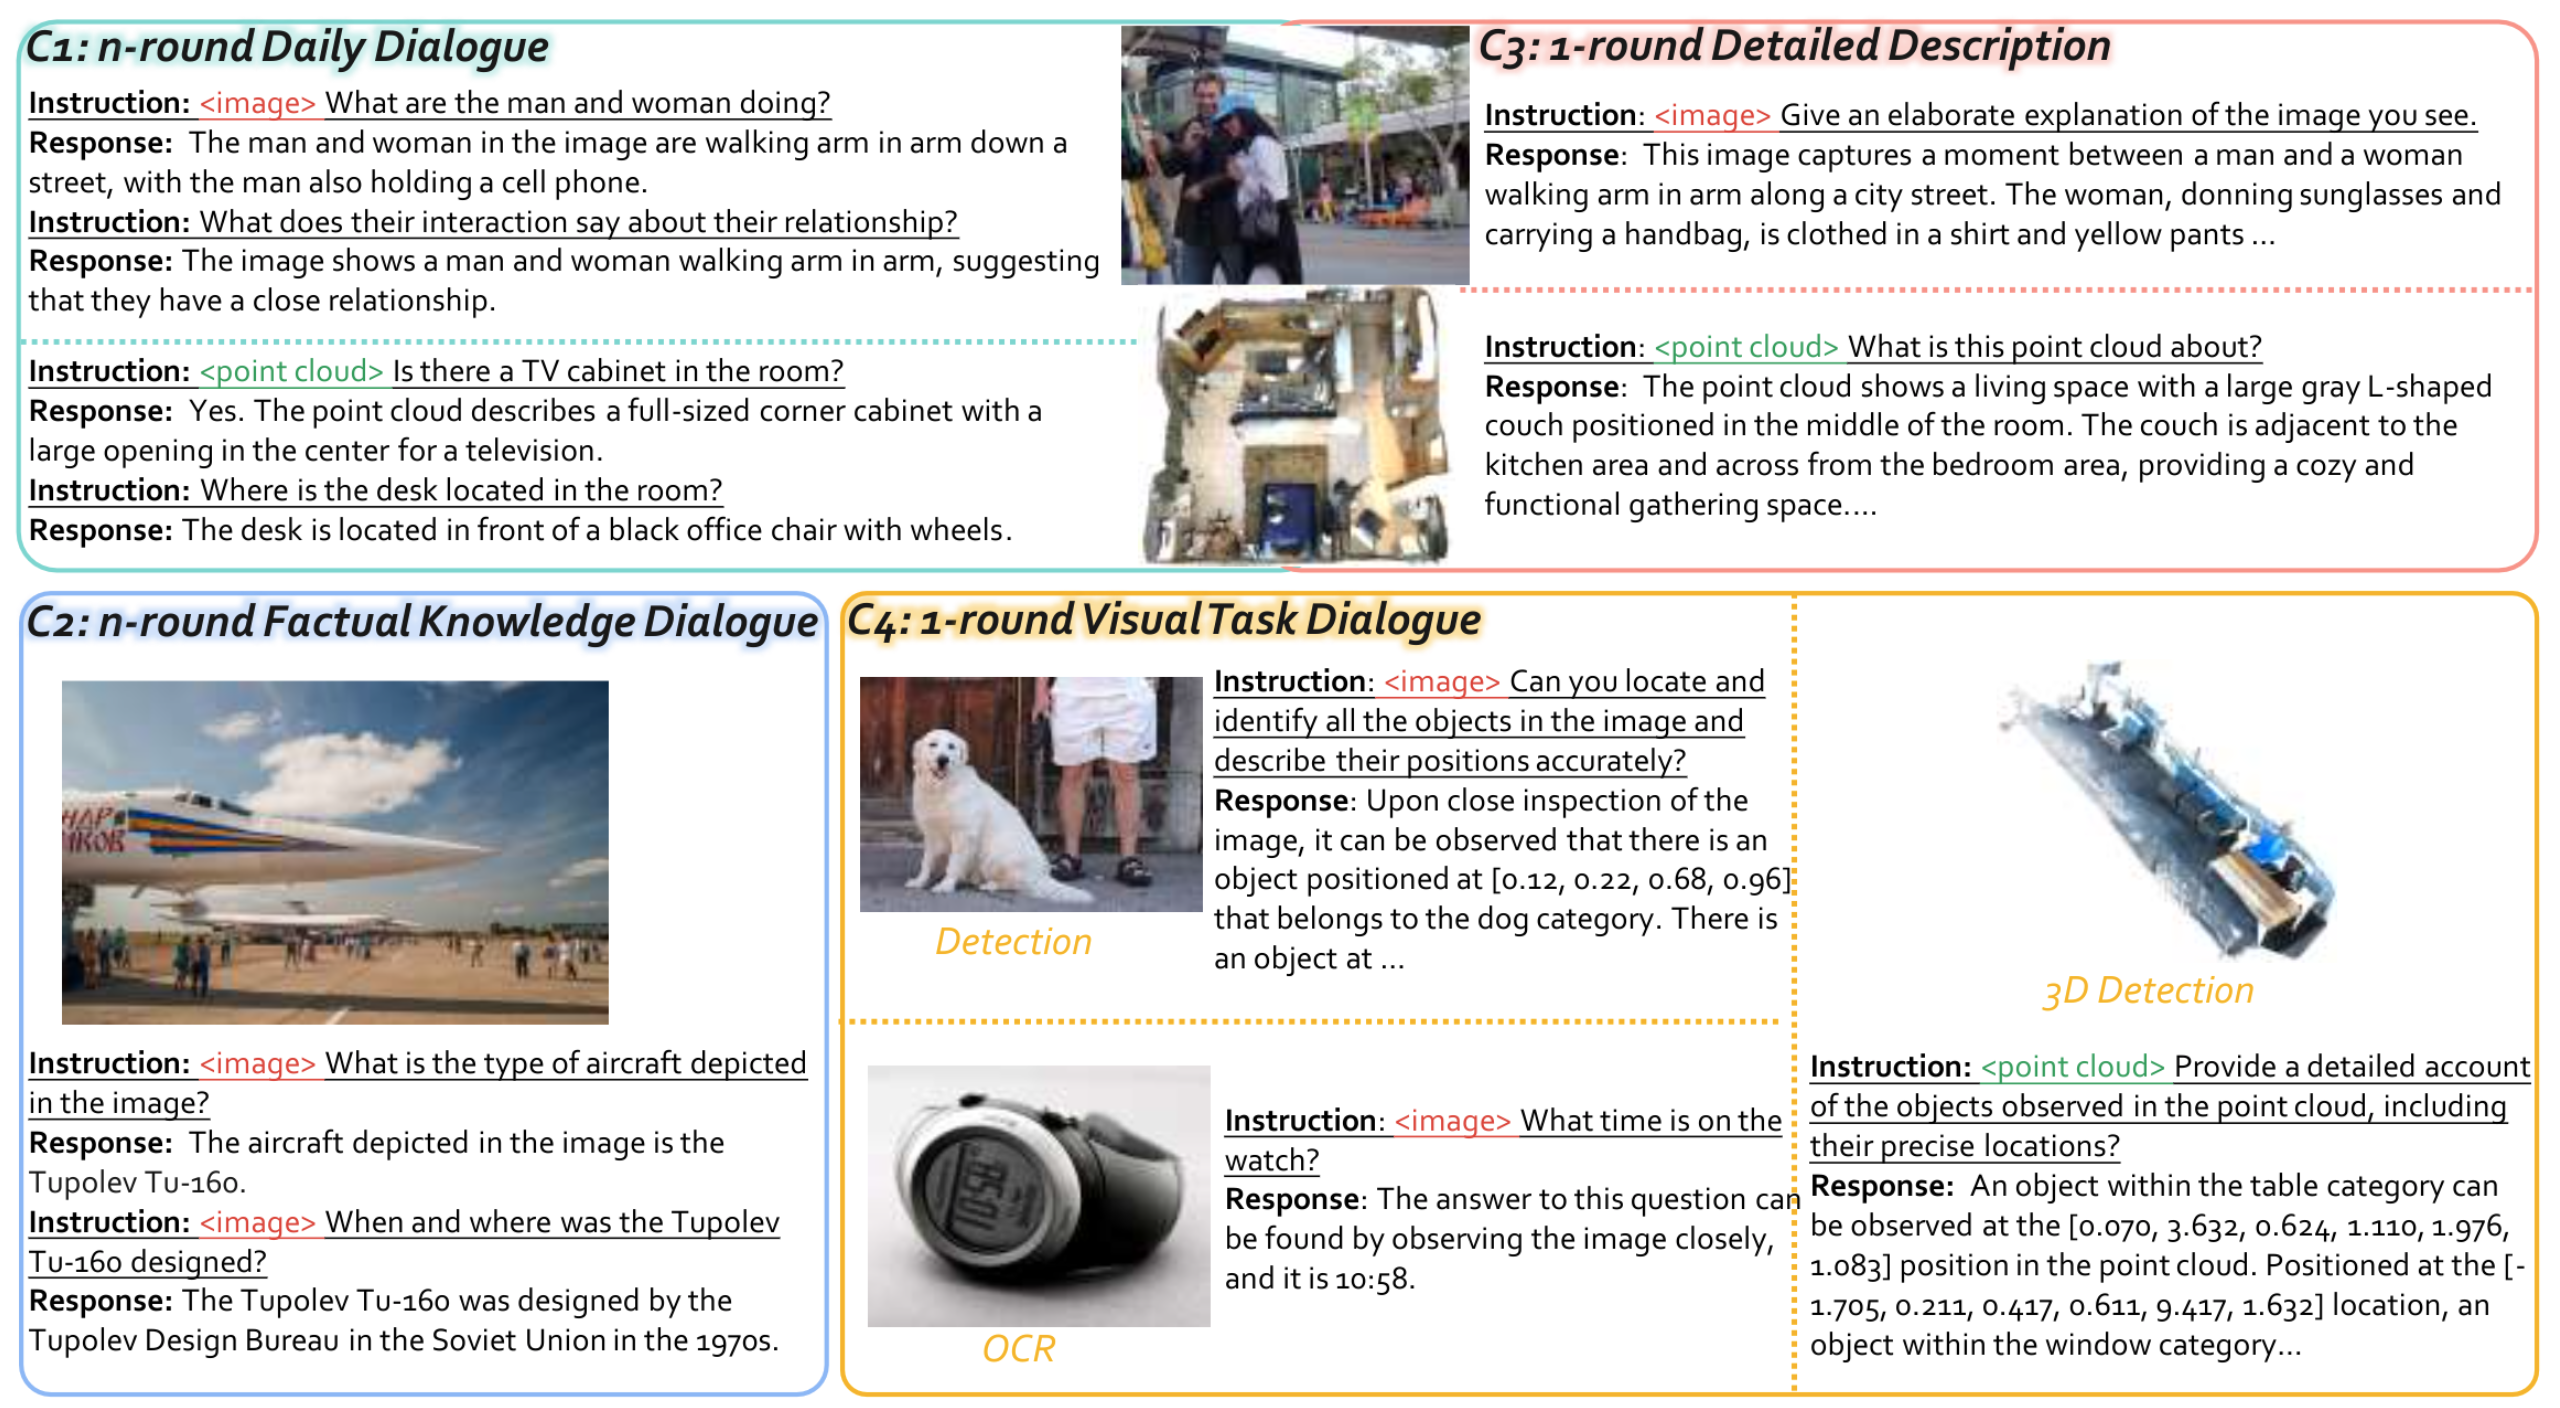 C1: n-round Daily Dialogue
Instruction: <image> What are the man and woman doing?
Response: The man and woman in the image are walking arm in arm down a
street, with the man also holding a cell phone.
Instruction: What does their interaction say about their relationship?
Response: The image shows a man and woman walking arm in arm, suggesting
that they have a close relationship.
Instruction: <point cloud> Is there a TV cabinet in the room?
Response: Yes. The point cloud describes a full-sized corner cabinet with a
large opening in the center for a television.
Instruction: Where is the desk located in the room?
Response: The desk is located in front of a black office chair with wheels.
C3: 1-round Detailed Description
Instruction: <image> Give an elaborate explanation of the image you see.
Response: This image captures a moment between a man and a woman
walking arm in arm along a city street. The woman, donning sunglasses and
carrying a handbag, is clothed in a shirt and yellow pants ...
Instruction: <point cloud> What is this point cloud about?
Response: The point cloud shows a living space with a large gray L-shaped
couch positioned in the middle of the room. The couch is adjacent to the
kitchen area and across from the bedroom area, providing a cozy and
functional gathering space....
C2: n-round Factual Knowledge Dialogue
НДР
ИКОВ
Instruction: <image> What is the type of aircraft depicted
in the image?
Response: The aircraft depicted in the image is the
Tupolev Tu-160.
Instruction: <image> When and where was the Tupolev
Tu-160 designed?
Response: The Tupolev Tu-160 was designed by the
Tupolev Design Bureau in the Soviet Union in the 1970s.
C4: 1-round Visual Task Dialogue
Instruction: <image> Can you locate and
identify all the objects in the image and
describe their positions accurately?
Response: Upon close inspection of the
image, it can be observed that there is an
object positioned at [0.12, 0.22, 0.68, 0.96]
that belongs to the dog category. There is
an object at ...
Detection
10:58
Instruction: <image> What time is on the
watch?
Response: The answer to this question can
be found by observing the image closely,
and it is 10:58.
OCR
3D Detection
Instruction: <point cloud> Provide a detailed account
of the objects observed in the point cloud, including
their precise locations?
Response: An object within the table category can
be observed at the [0.070, 3.632, 0.624, 1.110, 1.976,
1.083] position in the point cloud. Positioned at the [-
1.705, 0.211, 0.417, 0.611, 9.417, 1.632] location, an
object within the window category...